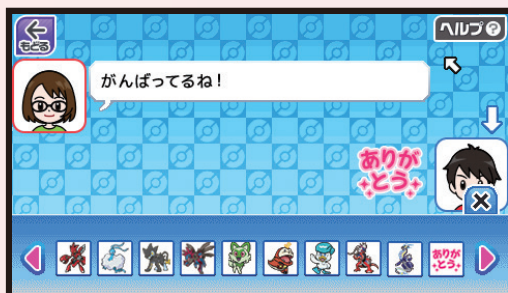 もどる
ヘルプ?
がんばってるね!
ありが
とう
ありが
とう